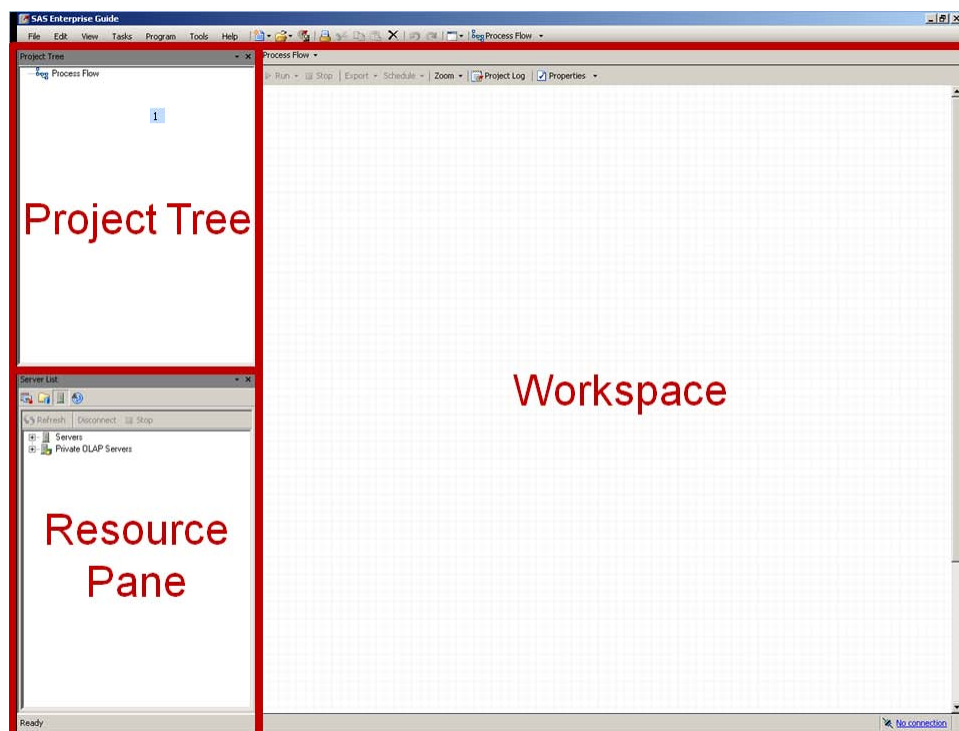 SAS Enterprise Guide
File Edit View Tasks Program Tools Help Process Flow
Project Tree
Process Flow
Process Flow
Run Stop Export Schedule Zoom Project Log Properties
1
Project Tree
Workspace
Server List
Refresh Disconnect Stop
Servers
Private OLAP Servers
Resource
Pane
Ready
No connection